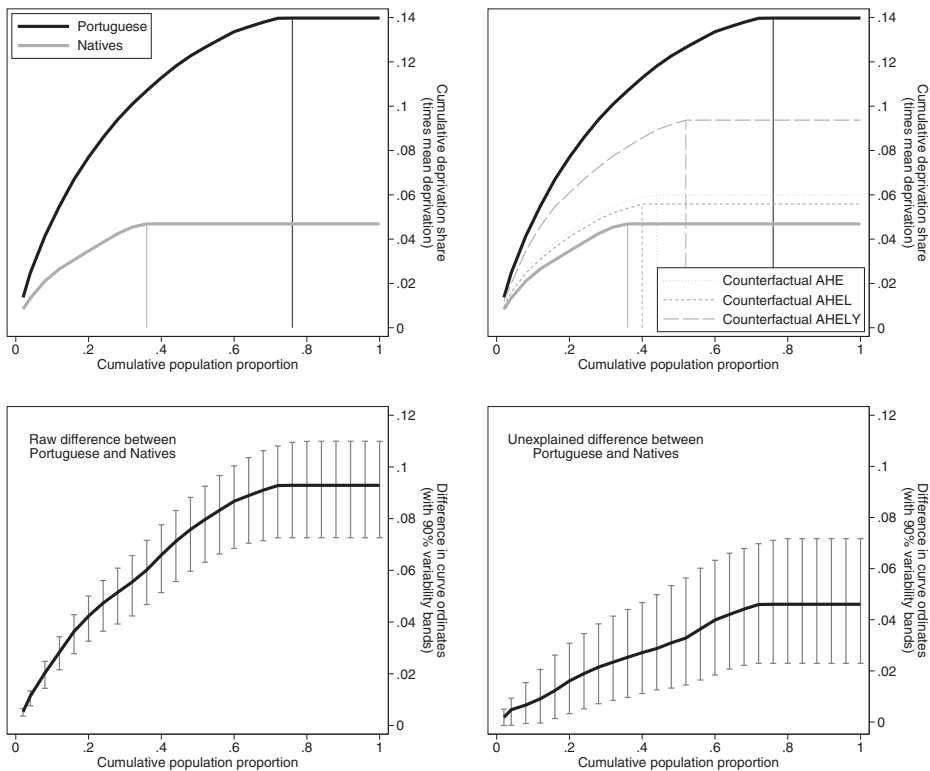 Portuguese
Natives
0
.02
.04
.06
.08
.1
.12
.14
Cumulative deprivation share
(times mean deprivation)
0 .2 .4 .6 .8 1
Cumulative population proportion
Counterfactual AHE
Counterfactual AHEL
Counterfactual AHELY
0
.02
.04
.06
.08
.1
.12
.14
Cumulative deprivation share
(times mean deprivation)
0 .2 .4 .6 .8 1
Cumulative population proportion
Raw difference between
Portuguese and Natives
0
.02
.04
.06
.08
.1
.12
Difference in curve ordinates
(with 90% variability bands)
0 .2 .4 .6 .8 1
Cumulative population proportion
Unexplained difference between
Portuguese and Natives
0
.02
.04
.06
.08
.1
.12
Difference in curve ordinates
(with 90% variability bands)
0 .2 .4 .6 .8 1
Cumulative population proportion